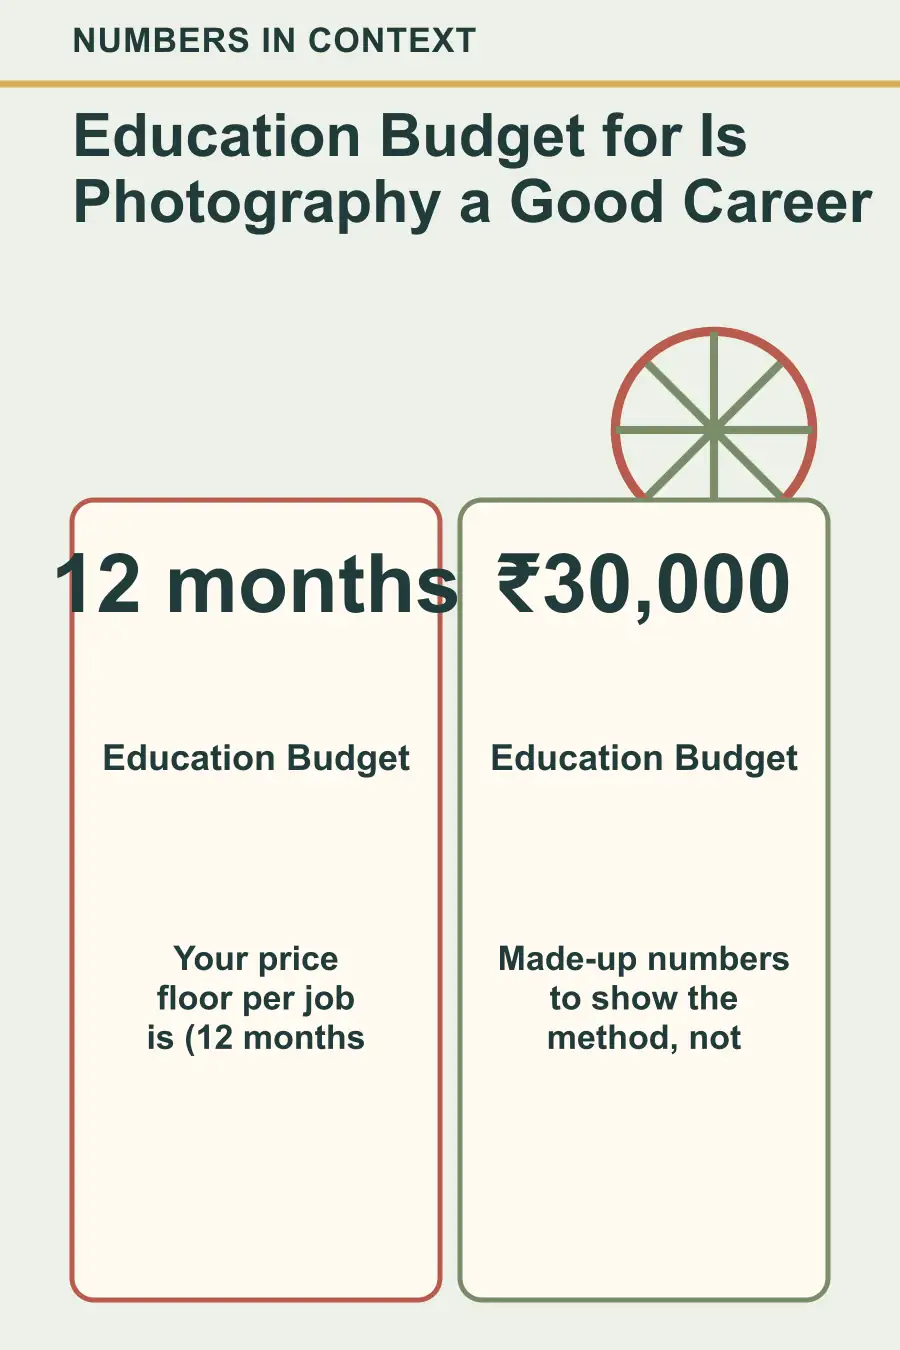 NUMBERS IN CONTEXT
Education Budget for Is
Photography a Good Career
12 months
Education Budget
Your price
floor per job
is (12 months
₹30,000
Education Budget
Made-up numbers
to show the
method, not